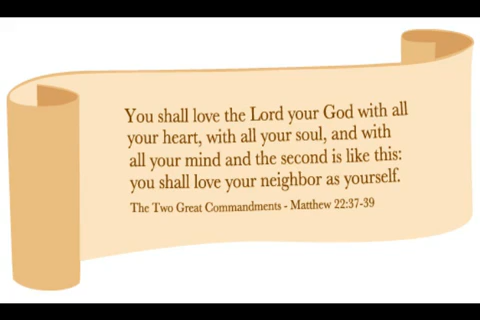 You shall love the Lord your God with all
your heart, with all your soul, and with
all your mind and the second is like this:
you shall love your neighbor as yourself.
The Two Great Commandments - Matthew 22:37-39